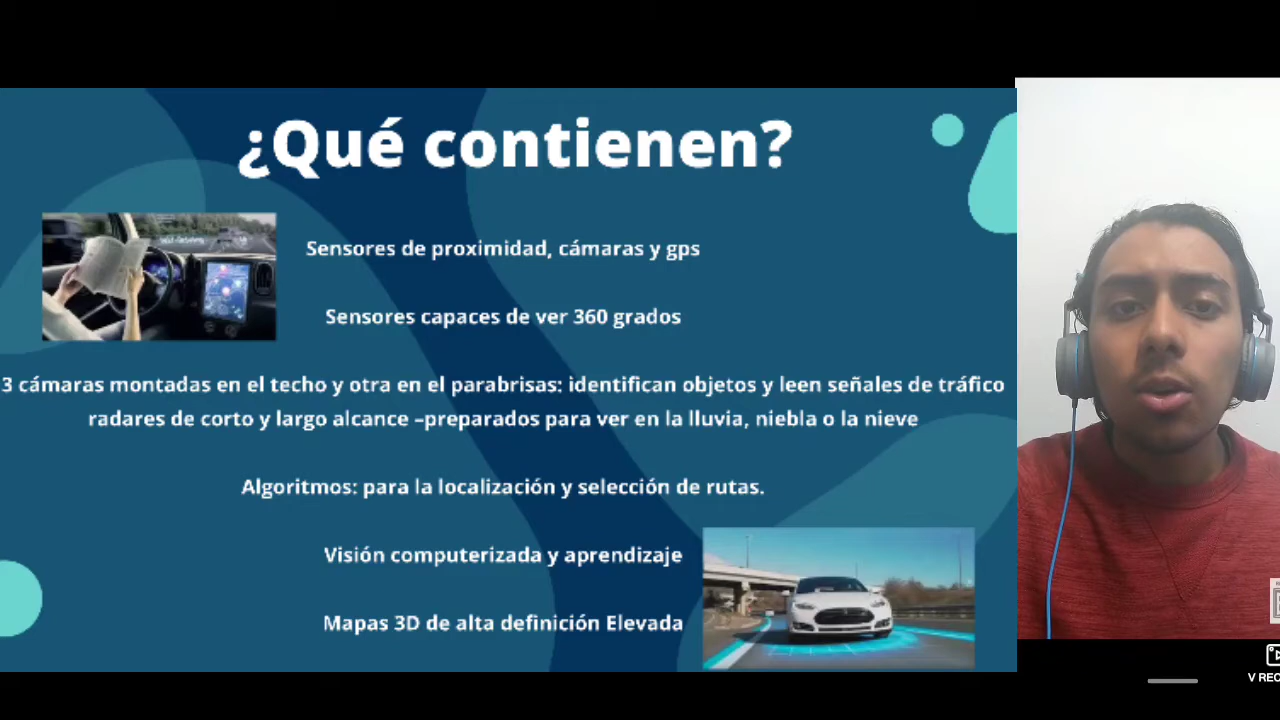 ¿Qué contienen?
Sensores de proximidad, cámaras y gps
Sensores capaces de ver 360 grados
3 cámaras montadas en el techo y otra en el parabrisas: identifican objetos y leen señales de tráfico
radares de corto y largo alcance –preparados para ver en la lluvia, niebla o la nieve
Algoritmos: para la localización y selección de rutas.
Visión computerizada y aprendizaje
Mapas 3D de alta definición Elevada
V REC